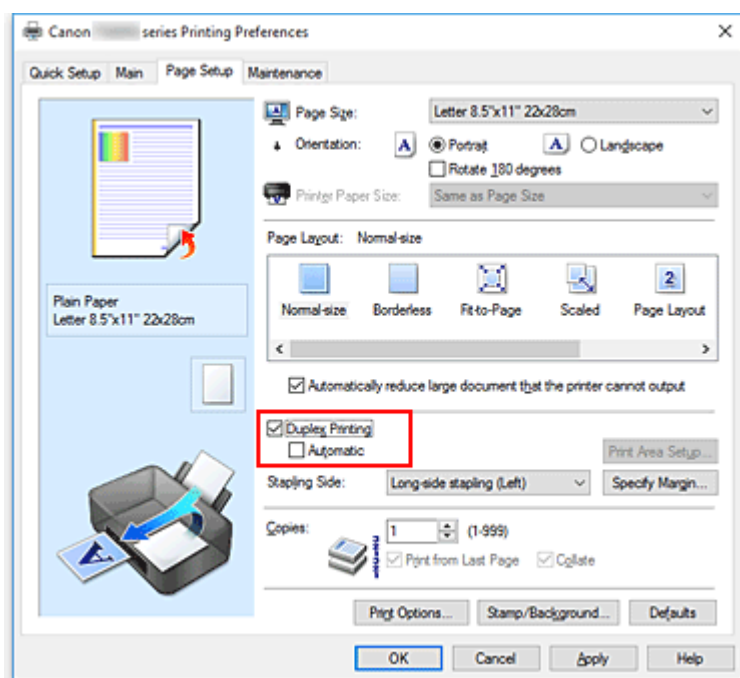 Canon series Printing Preferences
Quick Setup Main Page Setup Maintenance
Page Size: Letter 8.5"x11" 22x28cm
Orientation: A Portrait A Landscape
Rotate 180 degrees
Printer Paper Size: Same as Page Size
Page Layout: Normal-size
2
Normal-size Borderless Fit-to-Page Scaled Page Layout
Plain Paper
Letter 8.5"x11" 22x28cm
Automatically reduce large document that the printer cannot output
Duplex Printing
Automatic
Print Area Setup...
Stapling Side: Long-side stapling (Left) Specify Margin...
Copies: 1 (1-999)
Print from Last Page Collate
A
Print Options... Stamp/Background... Defaults
OK Cancel Apply Help